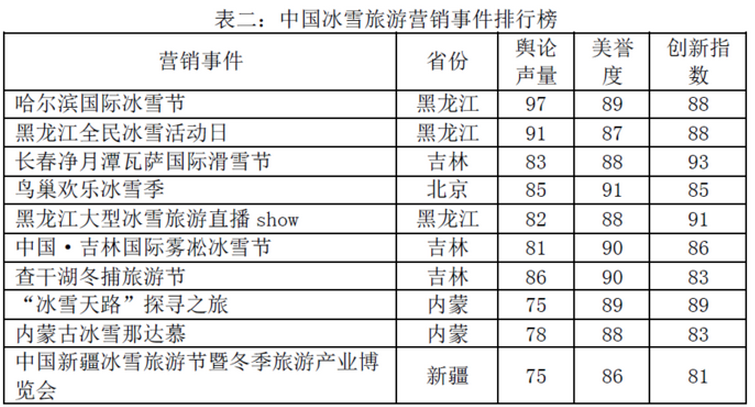 表二：中国冰雪旅游营销事件排行榜
营销事件 省份 舆论声量 美誉度 创新指数
哈尔滨国际冰雪节 黑龙江 97 89 88
黑龙江全民冰雪活动日 黑龙江 91 87 88
长春净月潭瓦萨国际滑雪节 吉林 83 88 93
鸟巢欢乐冰雪季 北京 85 91 85
黑龙江大型冰雪旅游直播 show 黑龙江 82 88 91
中国·吉林国际雾凇冰雪节 吉林 81 90 86
查干湖冬捕旅游节 吉林 86 90 83
“冰雪天路”探寻之旅 内蒙 75 89 89
内蒙古冰雪那达慕 内蒙 78 88 83
中国新疆冰雪旅游节暨冬季旅游产业博览会 新疆 75 86 81